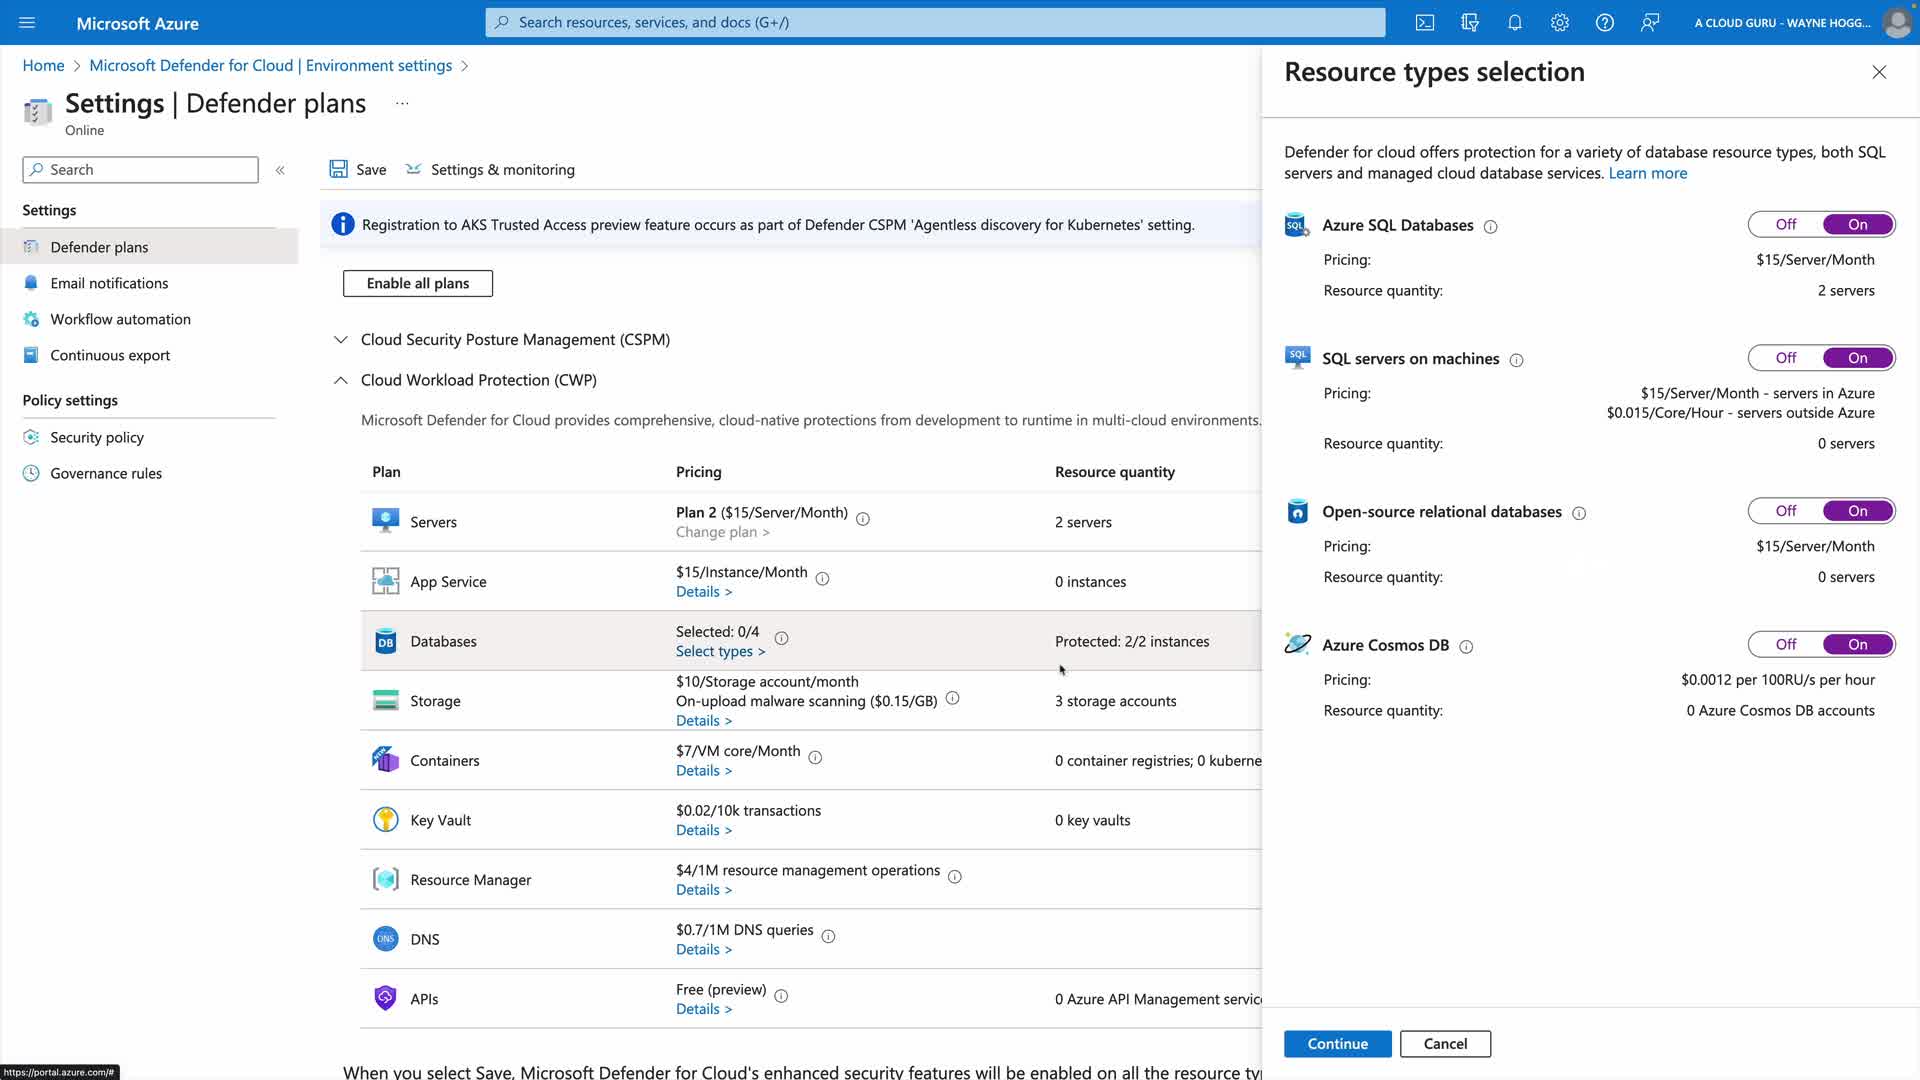 Microsoft Azure
Search resources, services, and docs (G+/)
A CLOUD GURU - WAYNE HOGG...
Home > Microsoft Defender for Cloud | Environment settings >
Settings | Defender plans ...
Online
Search
«
Settings
Defender plans
Email notifications
Workflow automation
Continuous export
Policy settings
Security policy
Governance rules
Save
Settings & monitoring
Registration to AKS Trusted Access preview feature occurs as part of Defender CSPM 'Agentless discovery for Kubernetes' setting.
Enable all plans
Cloud Security Posture Management (CSPM)
Cloud Workload Protection (CWP)
Microsoft Defender for Cloud provides comprehensive, cloud-native protections from development to runtime in multi-cloud environments.
Plan Pricing Resource quantity
Servers
Plan 2 ($15/Server/Month)
Change plan >
2 servers
App Service
$15/Instance/Month
Details >
0 instances
DB
Databases
Selected: 0/4
Select types >
Protected: 2/2 instances
Storage
$10/Storage account/month
On-upload malware scanning ($0.15/GB)
Details >
3 storage accounts
Containers
$7/VM core/Month
Details >
0 container registries; 0 kuberne
Key Vault
$0.02/10k transactions
Details >
0 key vaults
Resource Manager
$4/1M resource management operations
Details >
DNS
DNS
$0.7/1M DNS queries
Details >
APIs
Free (preview)
Details >
0 Azure API Management servic
When you select Save, Microsoft Defender for Cloud's enhanced security features will be enabled on all the resource ty
https://portal.azure.com/#
Resource types selection
Defender for cloud offers protection for a variety of database resource types, both SQL
servers and managed cloud database services. Learn more
SQL
Azure SQL Databases
Off On
Pricing: $15/Server/Month
Resource quantity: 2 servers
SQL
SQL servers on machines
Off On
Pricing: $15/Server/Month - servers in Azure
$0.015/Core/Hour - servers outside Azure
Resource quantity: 0 servers
Open-source relational databases
Off On
Pricing: $15/Server/Month
Resource quantity: 0 servers
Azure Cosmos DB
Off On
Pricing: $0.0012 per 100RU/s per hour
Resource quantity: 0 Azure Cosmos DB accounts
Continue
Cancel